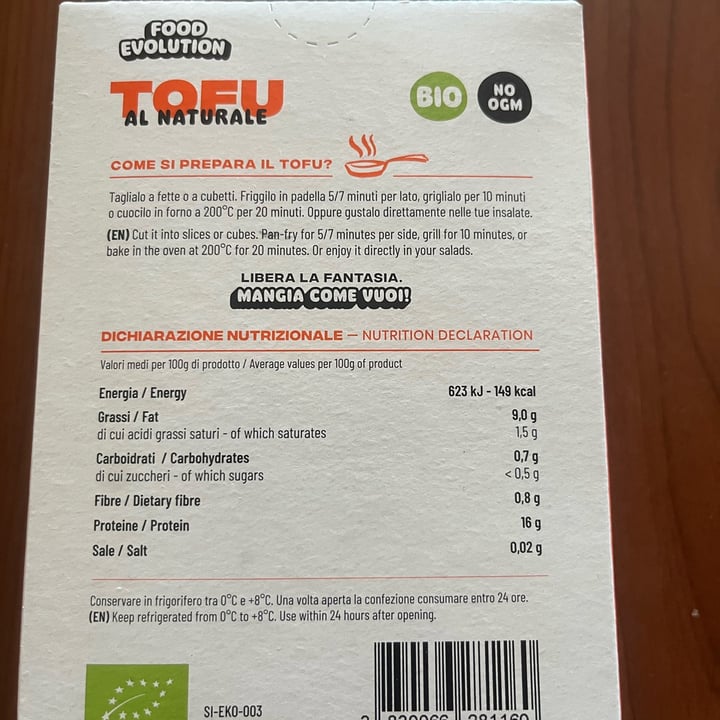 FOOD
EVOLUTION
TOFU
AL NATURALE
BIO
NO
OGM
COME SI PREPARA IL TOFU?
Taglialo a fette o a cubetti. Friggilo in padella 5/7 minuti per lato, griglialo per 10 minuti
o cuocilo in forno a 200°C per 20 minuti. Oppure gustalo direttamente nelle tue insalate.
(EN) Cut it into slices or cubes. Pan-fry for 5/7 minutes per side, grill for 10 minutes, or
bake in the oven at 200°C for 20 minutes. Or enjoy it directly in your salads.
LIBERA LA FANTASIA.
MANGIA COME VUOI!
DICHIARAZIONE NUTRIZIONALE — NUTRITION DECLARATION
Valori medi per 100g di prodotto / Average values per 100g of product
Energia / Energy 623 kJ - 149 kcal
Grassi / Fat 9,0 g
di cui acidi grassi saturi - of which saturates 1,5 g
Carboidrati / Carbohydrates 0,7 g
di cui zuccheri - of which sugars < 0,5 g
Fibre / Dietary fibre 0,8 g
Proteine / Protein 16 g
Sale / Salt 0,02 g
Conservare in frigorifero tra 0°C e +8°C. Una volta aperta la confezione consumare entro 24 ore.
(EN) Keep refrigerated from 0°C to +8°C. Use within 24 hours after opening.
SI-EKO-003